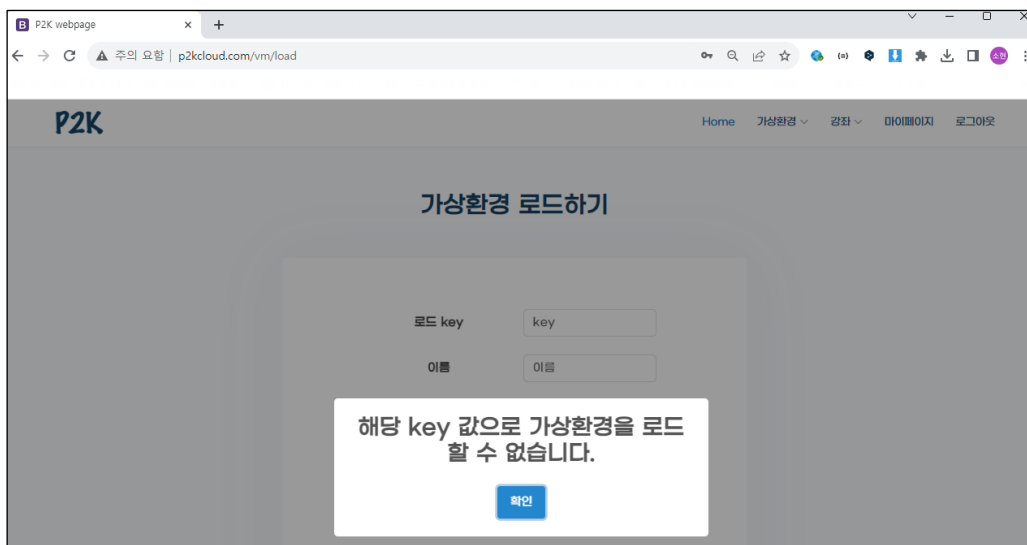 B P2K webpage
주의 요함 | p2kcloud.com/vm/load
소현
P2K
Home 가상환경 강좌 마이페이지 로그아웃
가상환경 로드하기
로드 key key
이름 이름
해당 key 값으로 가상환경을 로드
할 수 없습니다.
확인